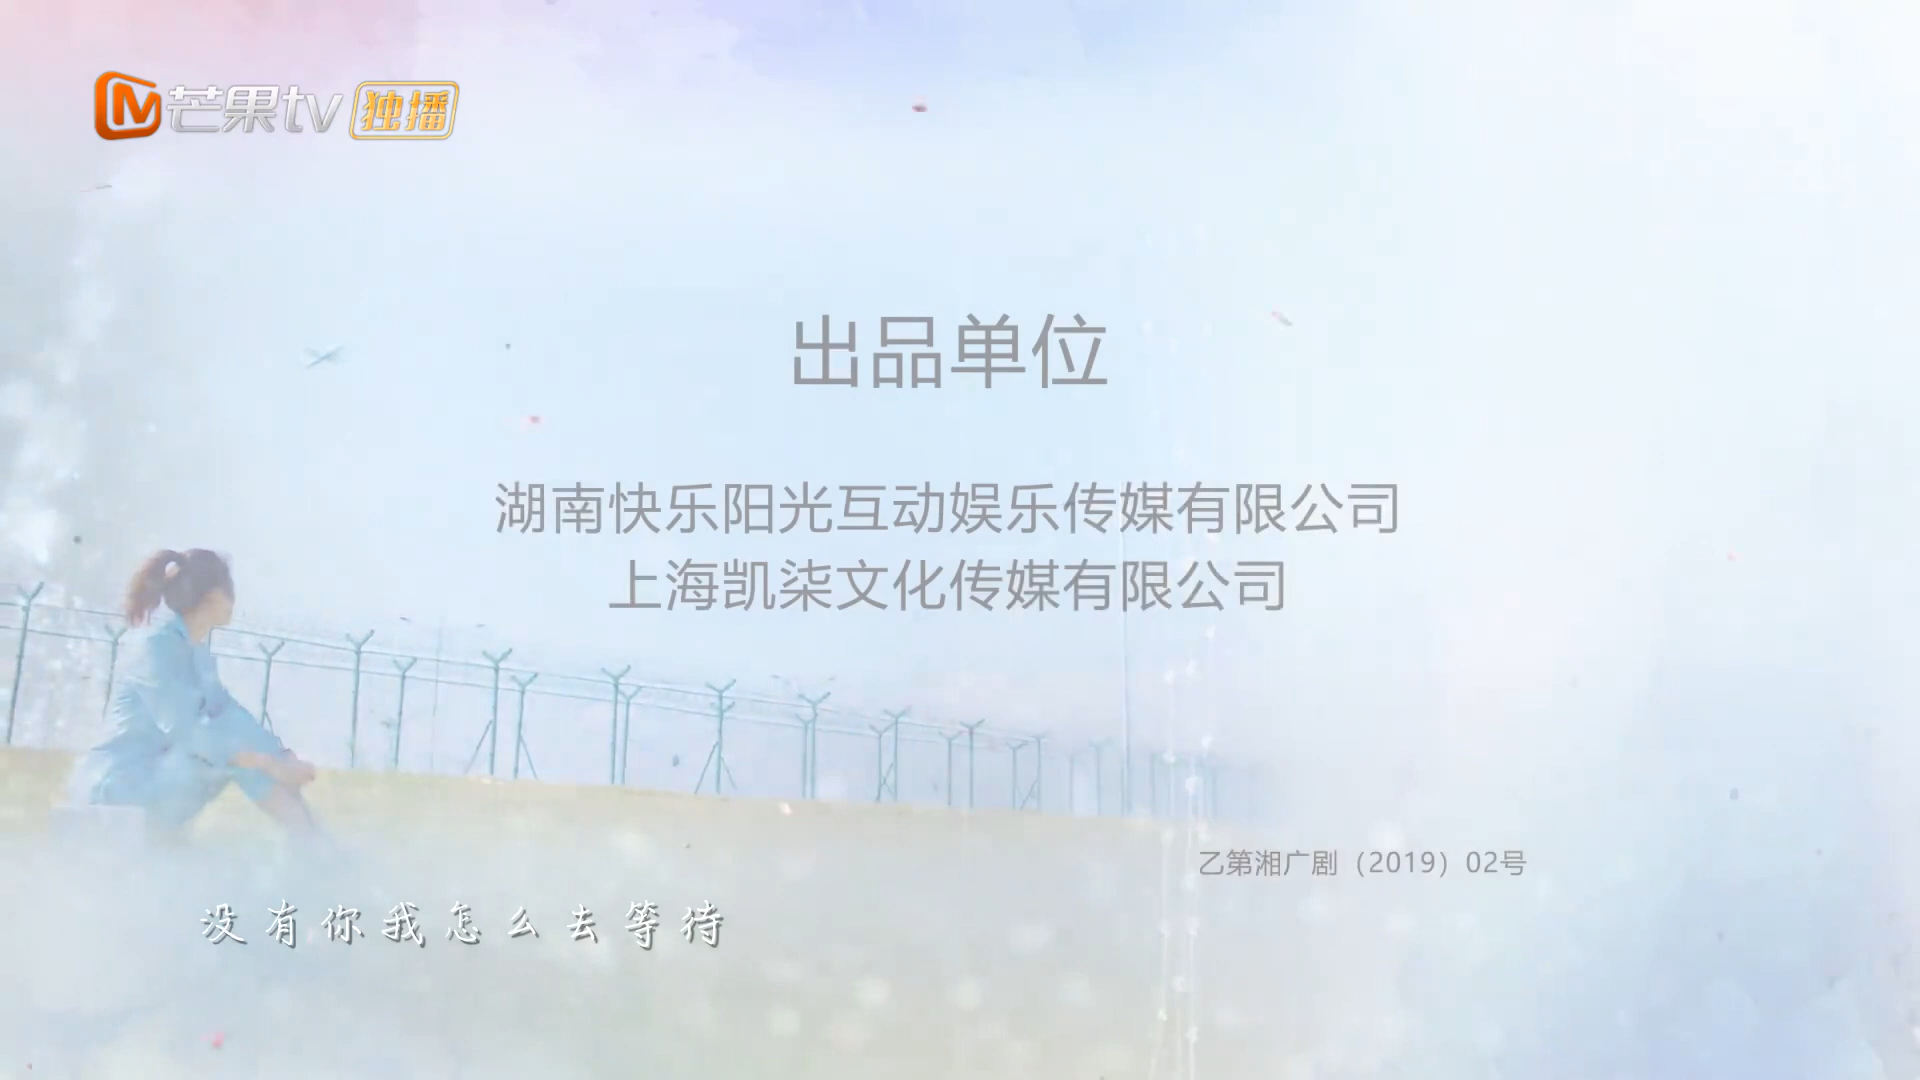 芒果tv 独播
出品单位
湖南快乐阳光互动娱乐传媒有限公司
上海凯柒文化传媒有限公司
乙第湘广剧（2019）02号
没有你我怎么去等待